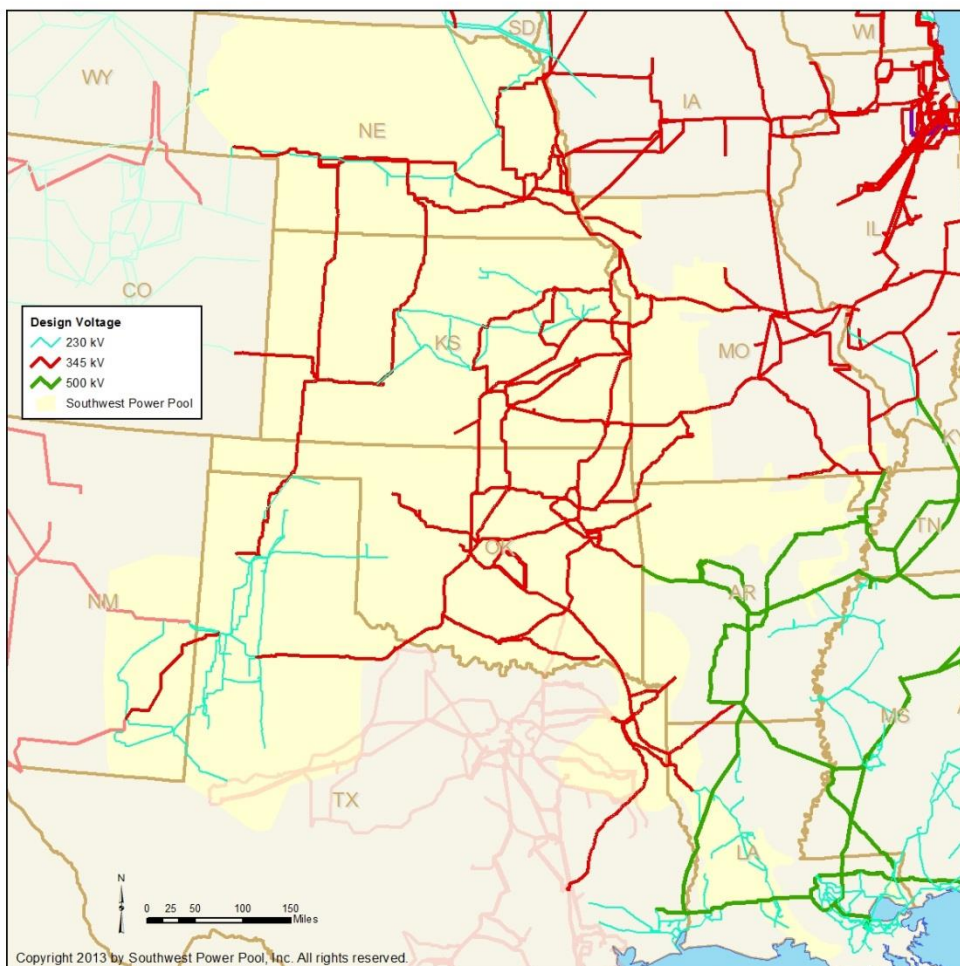 SD
WI
WY
IA
NE
IL
CO
Design Voltage
230 kV
345 kV
500 kV
Southwest Power Pool
KS
MO
KY
TN
OK
NM
AR
MS
TX
LA
N
0 25 50 100 150
Miles
Copyright 2013 by Southwest Power Pool, Inc. All rights reserved.